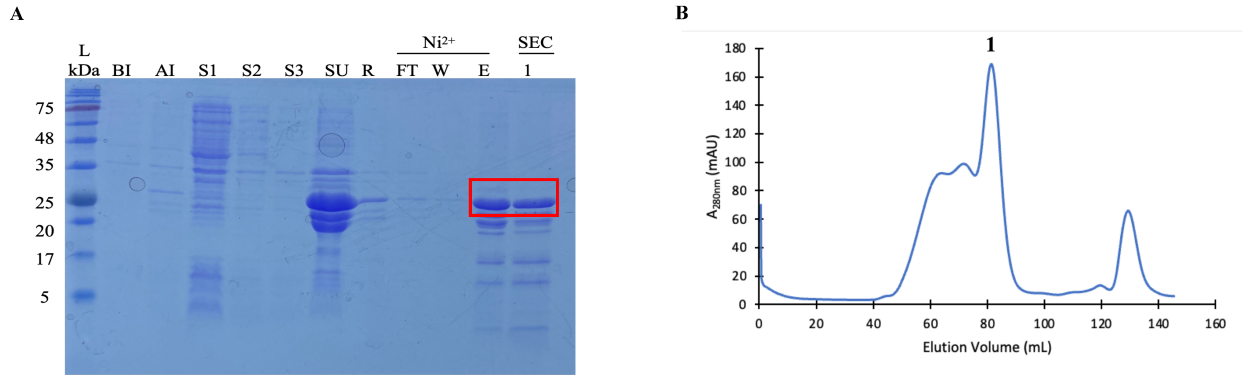 A
B
Ni²⁺ SEC
L
kDa BI AI S1 S2 S3 SU R FT W E 1
75
48
35
25
20
17
5
1
180
160
140
120
100
80
60
40
20
0
A280nm (mAU)
0 20 40 60 80 100 120 140 160
Elution Volume (mL)